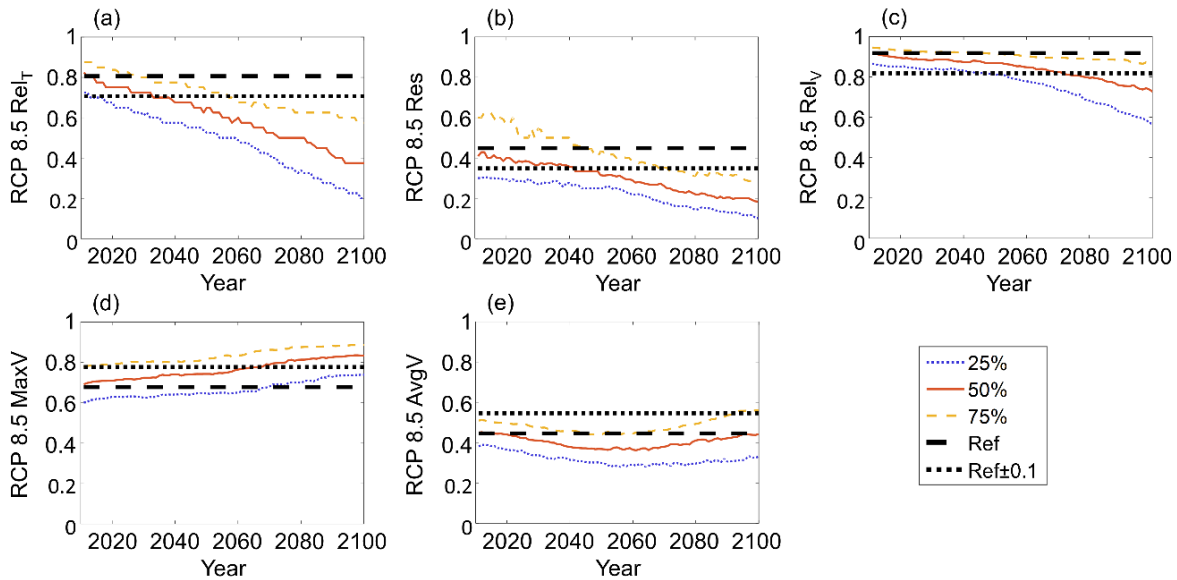 (a)
1
0.8
0.6
0.4
0.2
0
RCP 8.5 Rel_T
2020 2040 2060 2080 2100
Year
(b)
1
0.8
0.6
0.4
0.2
0
RCP 8.5 Res
2020 2040 2060 2080 2100
Year
(c)
1
0.8
0.6
0.4
0.2
0
RCP 8.5 Rel_V
2020 2040 2060 2080 2100
Year
(d)
1
0.8
0.6
0.4
0.2
0
RCP 8.5 MaxV
2020 2040 2060 2080 2100
Year
(e)
1
0.8
0.6
0.4
0.2
0
RCP 8.5 AvgV
2020 2040 2060 2080 2100
Year
25%
50%
75%
Ref
Ref±0.1